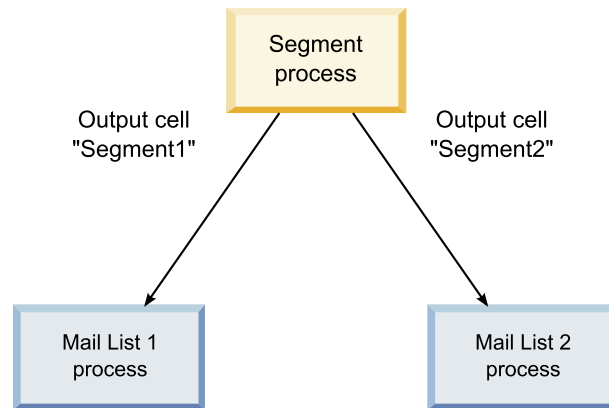 Segment
process
Output cell
"Segment1"
Output cell
"Segment2"
Mail List 1
process
Mail List 2
process